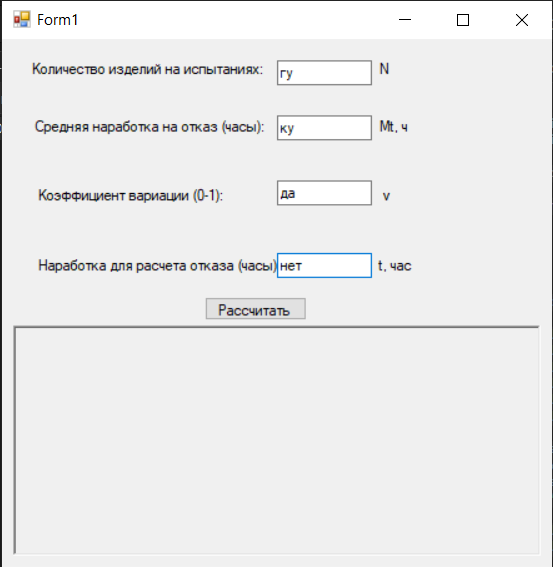 Form1
Количество изделий на испытаниях: гу N
Средняя наработка на отказ (часы): ку Mt, ч
Коэффициент вариации (0-1): да v
Наработка для расчета отказа (часы) нет t, час
Рассчитать